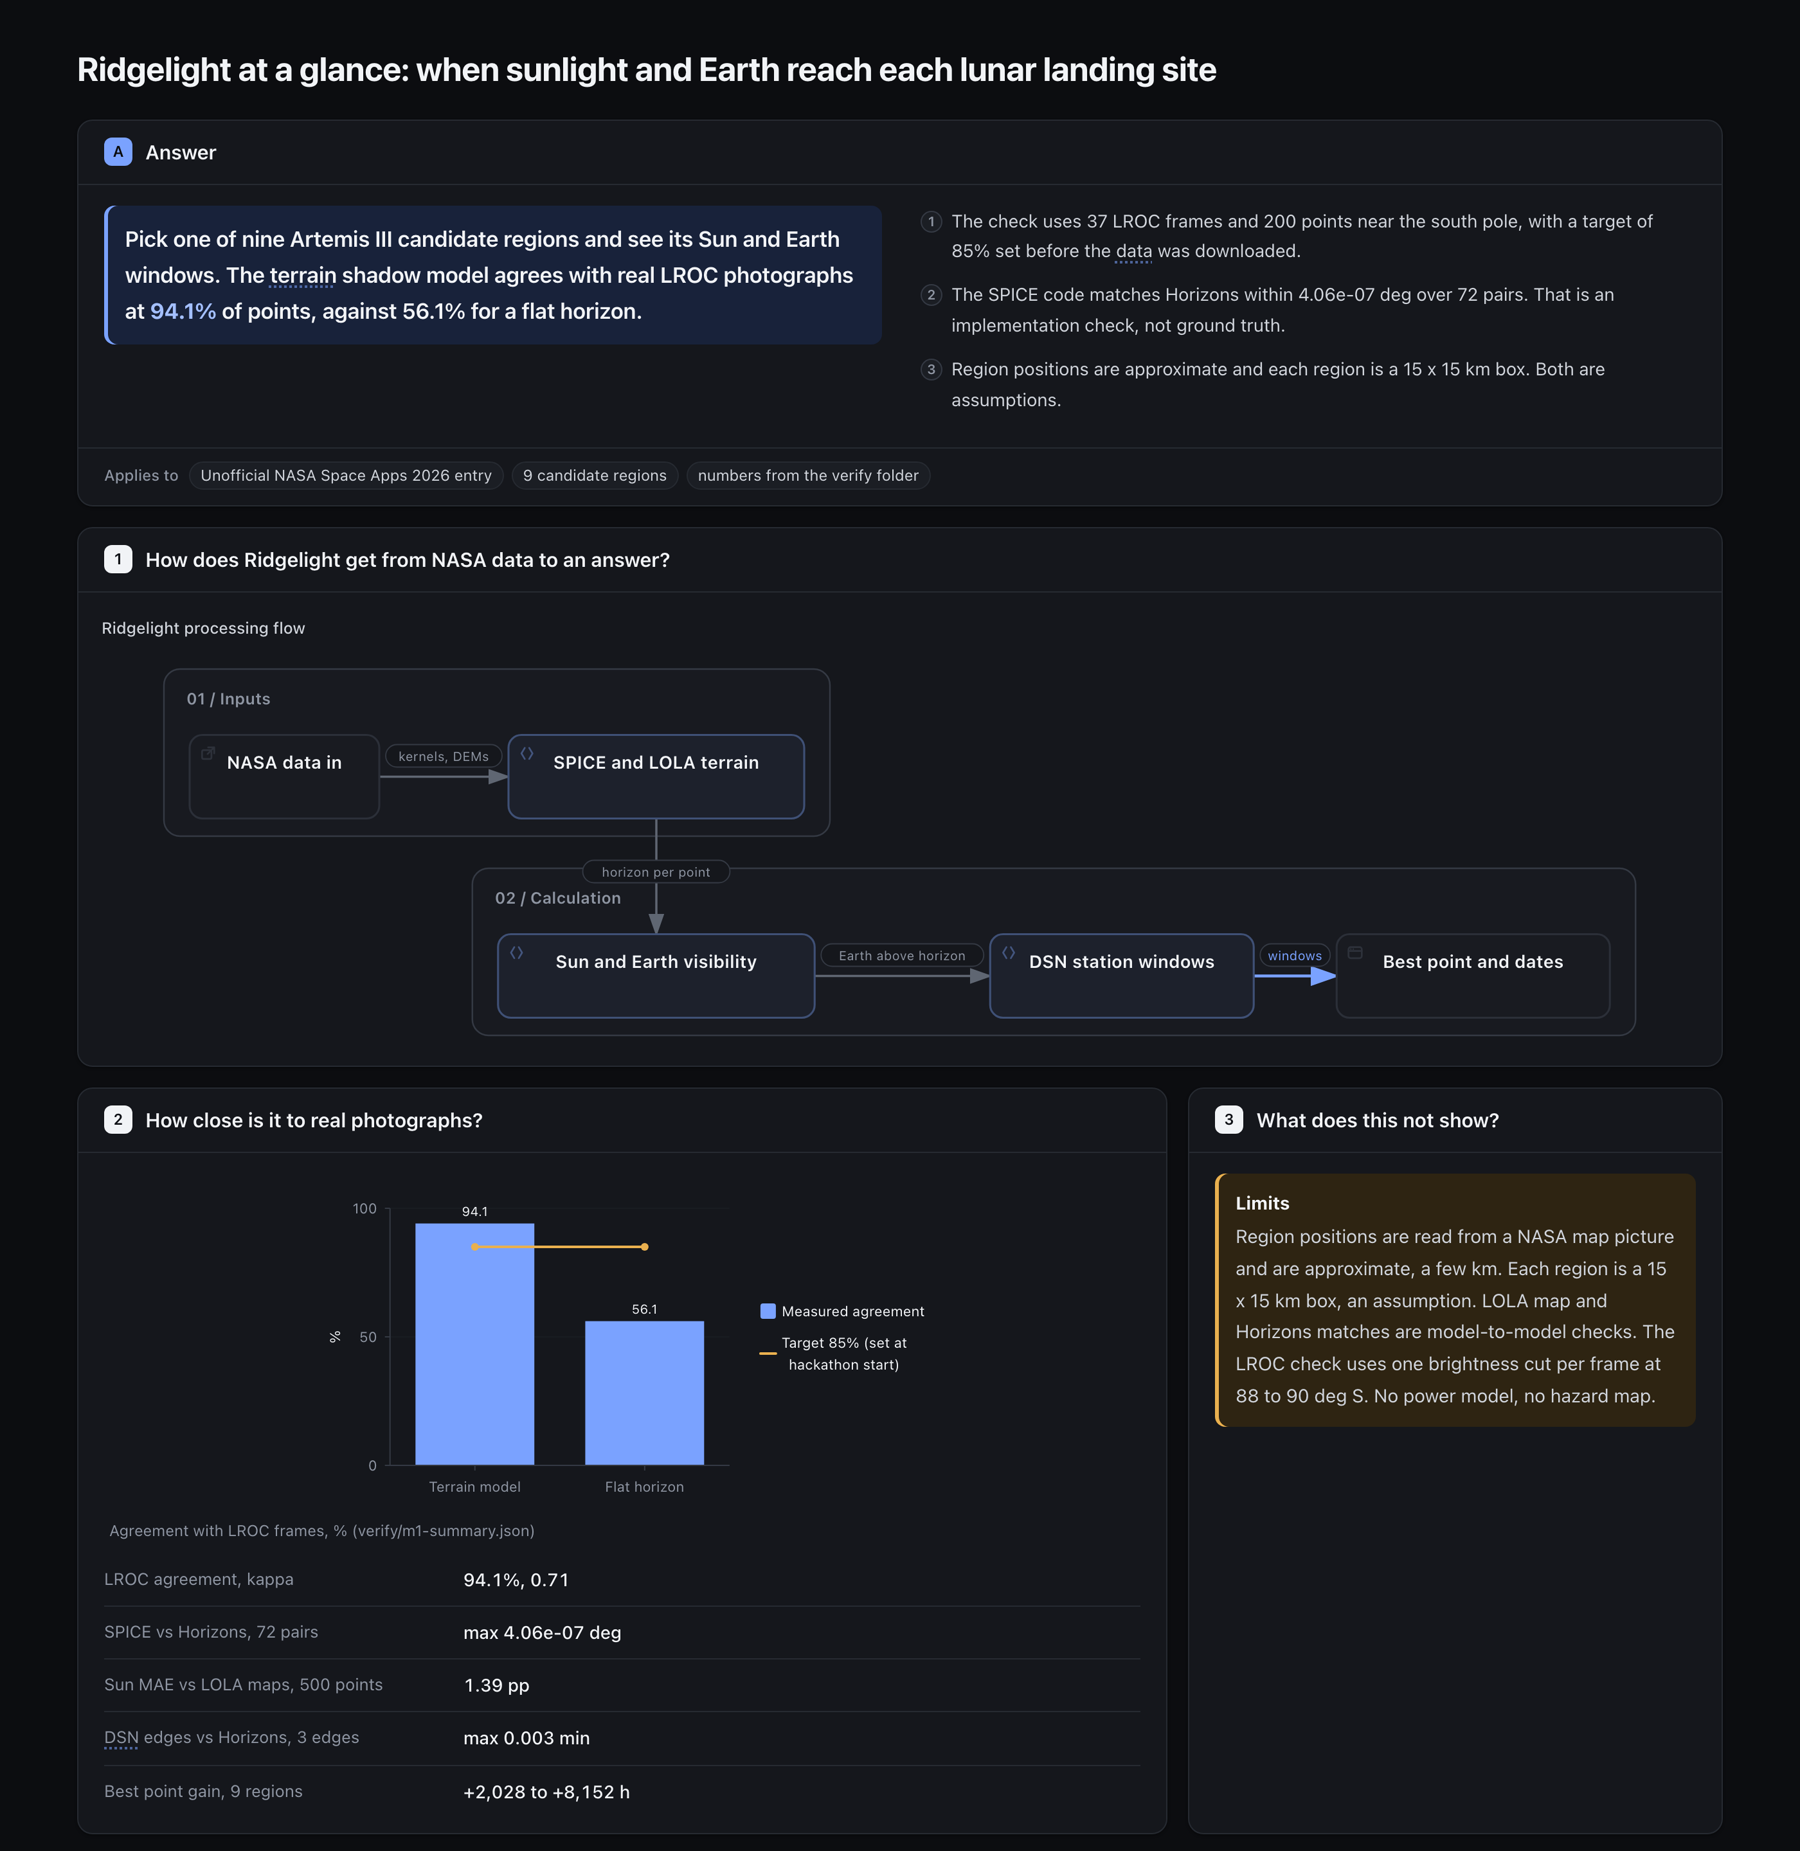 Ridgelight at a glance: when sunlight and Earth reach each lunar landing site
A
Answer
Pick one of nine Artemis III candidate regions and see its Sun and Earth
windows. The terrain shadow model agrees with real LROC photographs
at 94.1% of points, against 56.1% for a flat horizon.
1 The check uses 37 LROC frames and 200 points near the south pole, with a target of
85% set before the data was downloaded.
2 The SPICE code matches Horizons within 4.06e-07 deg over 72 pairs. That is an
implementation check, not ground truth.
3 Region positions are approximate and each region is a 15 x 15 km box. Both are
assumptions.
Applies to Unofficial NASA Space Apps 2026 entry 9 candidate regions numbers from the verify folder
1 How does Ridgelight get from NASA data to an answer?
Ridgelight processing flow
01 / Inputs
NASA data in
kernels, DEMs
SPICE and LOLA terrain
horizon per point
02 / Calculation
Sun and Earth visibility
Earth above horizon
DSN station windows
windows
Best point and dates
2 How close is it to real photographs?
100
50
0
%
94.1
56.1
Terrain model
Flat horizon
Measured agreement
Target 85% (set at
hackathon start)
Agreement with LROC frames, % (verify/m1-summary.json)
LROC agreement, kappa 94.1%, 0.71
SPICE vs Horizons, 72 pairs max 4.06e-07 deg
Sun MAE vs LOLA maps, 500 points 1.39 pp
DSN edges vs Horizons, 3 edges max 0.003 min
Best point gain, 9 regions +2,028 to +8,152 h
3 What does this not show?
Limits
Region positions are read from a NASA map picture
and are approximate, a few km. Each region is a 15
x 15 km box, an assumption. LOLA map and
Horizons matches are model-to-model checks. The
LROC check uses one brightness cut per frame at
88 to 90 deg S. No power model, no hazard map.